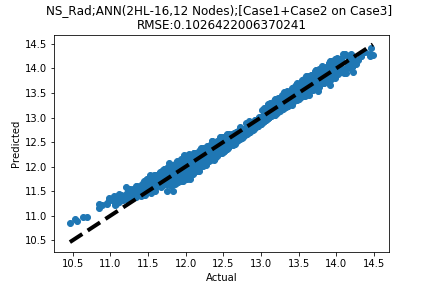 NS_Rad;ANN(2HL-16,12 Nodes);[Case1+Case2 on Case3]
RMSE:0.1026422006370241
14.5
14.0
13.5
13.0
12.5
12.0
11.5
11.0
10.5
Predicted
10.5 11.0 11.5 12.0 12.5 13.0 13.5 14.0 14.5
Actual